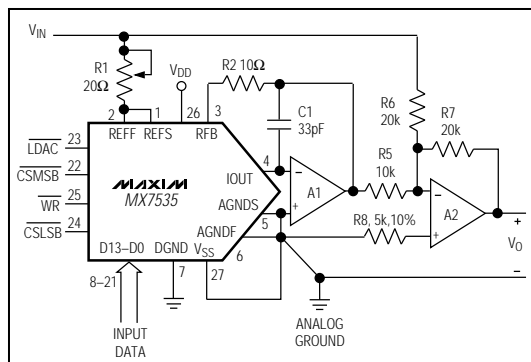 VIN
R1
20Ω
VDD
R2 10Ω
2
1
26
3
REFF
REFS
RFB
C1
33pF
R6
20k
R7
20k
LDAC 23
CSMSB 22
WR 25
CSLSB 24
MAXIM
MX7535
IOUT
4
−
+
A1
AGNDS
5
AGNDF
6
R5
10k
−
+
A2
R8, 5k,10%
+
VO
−
D13–D0
DGND
VSS
8–21
7
27
INPUT
DATA
ANALOG
GROUND